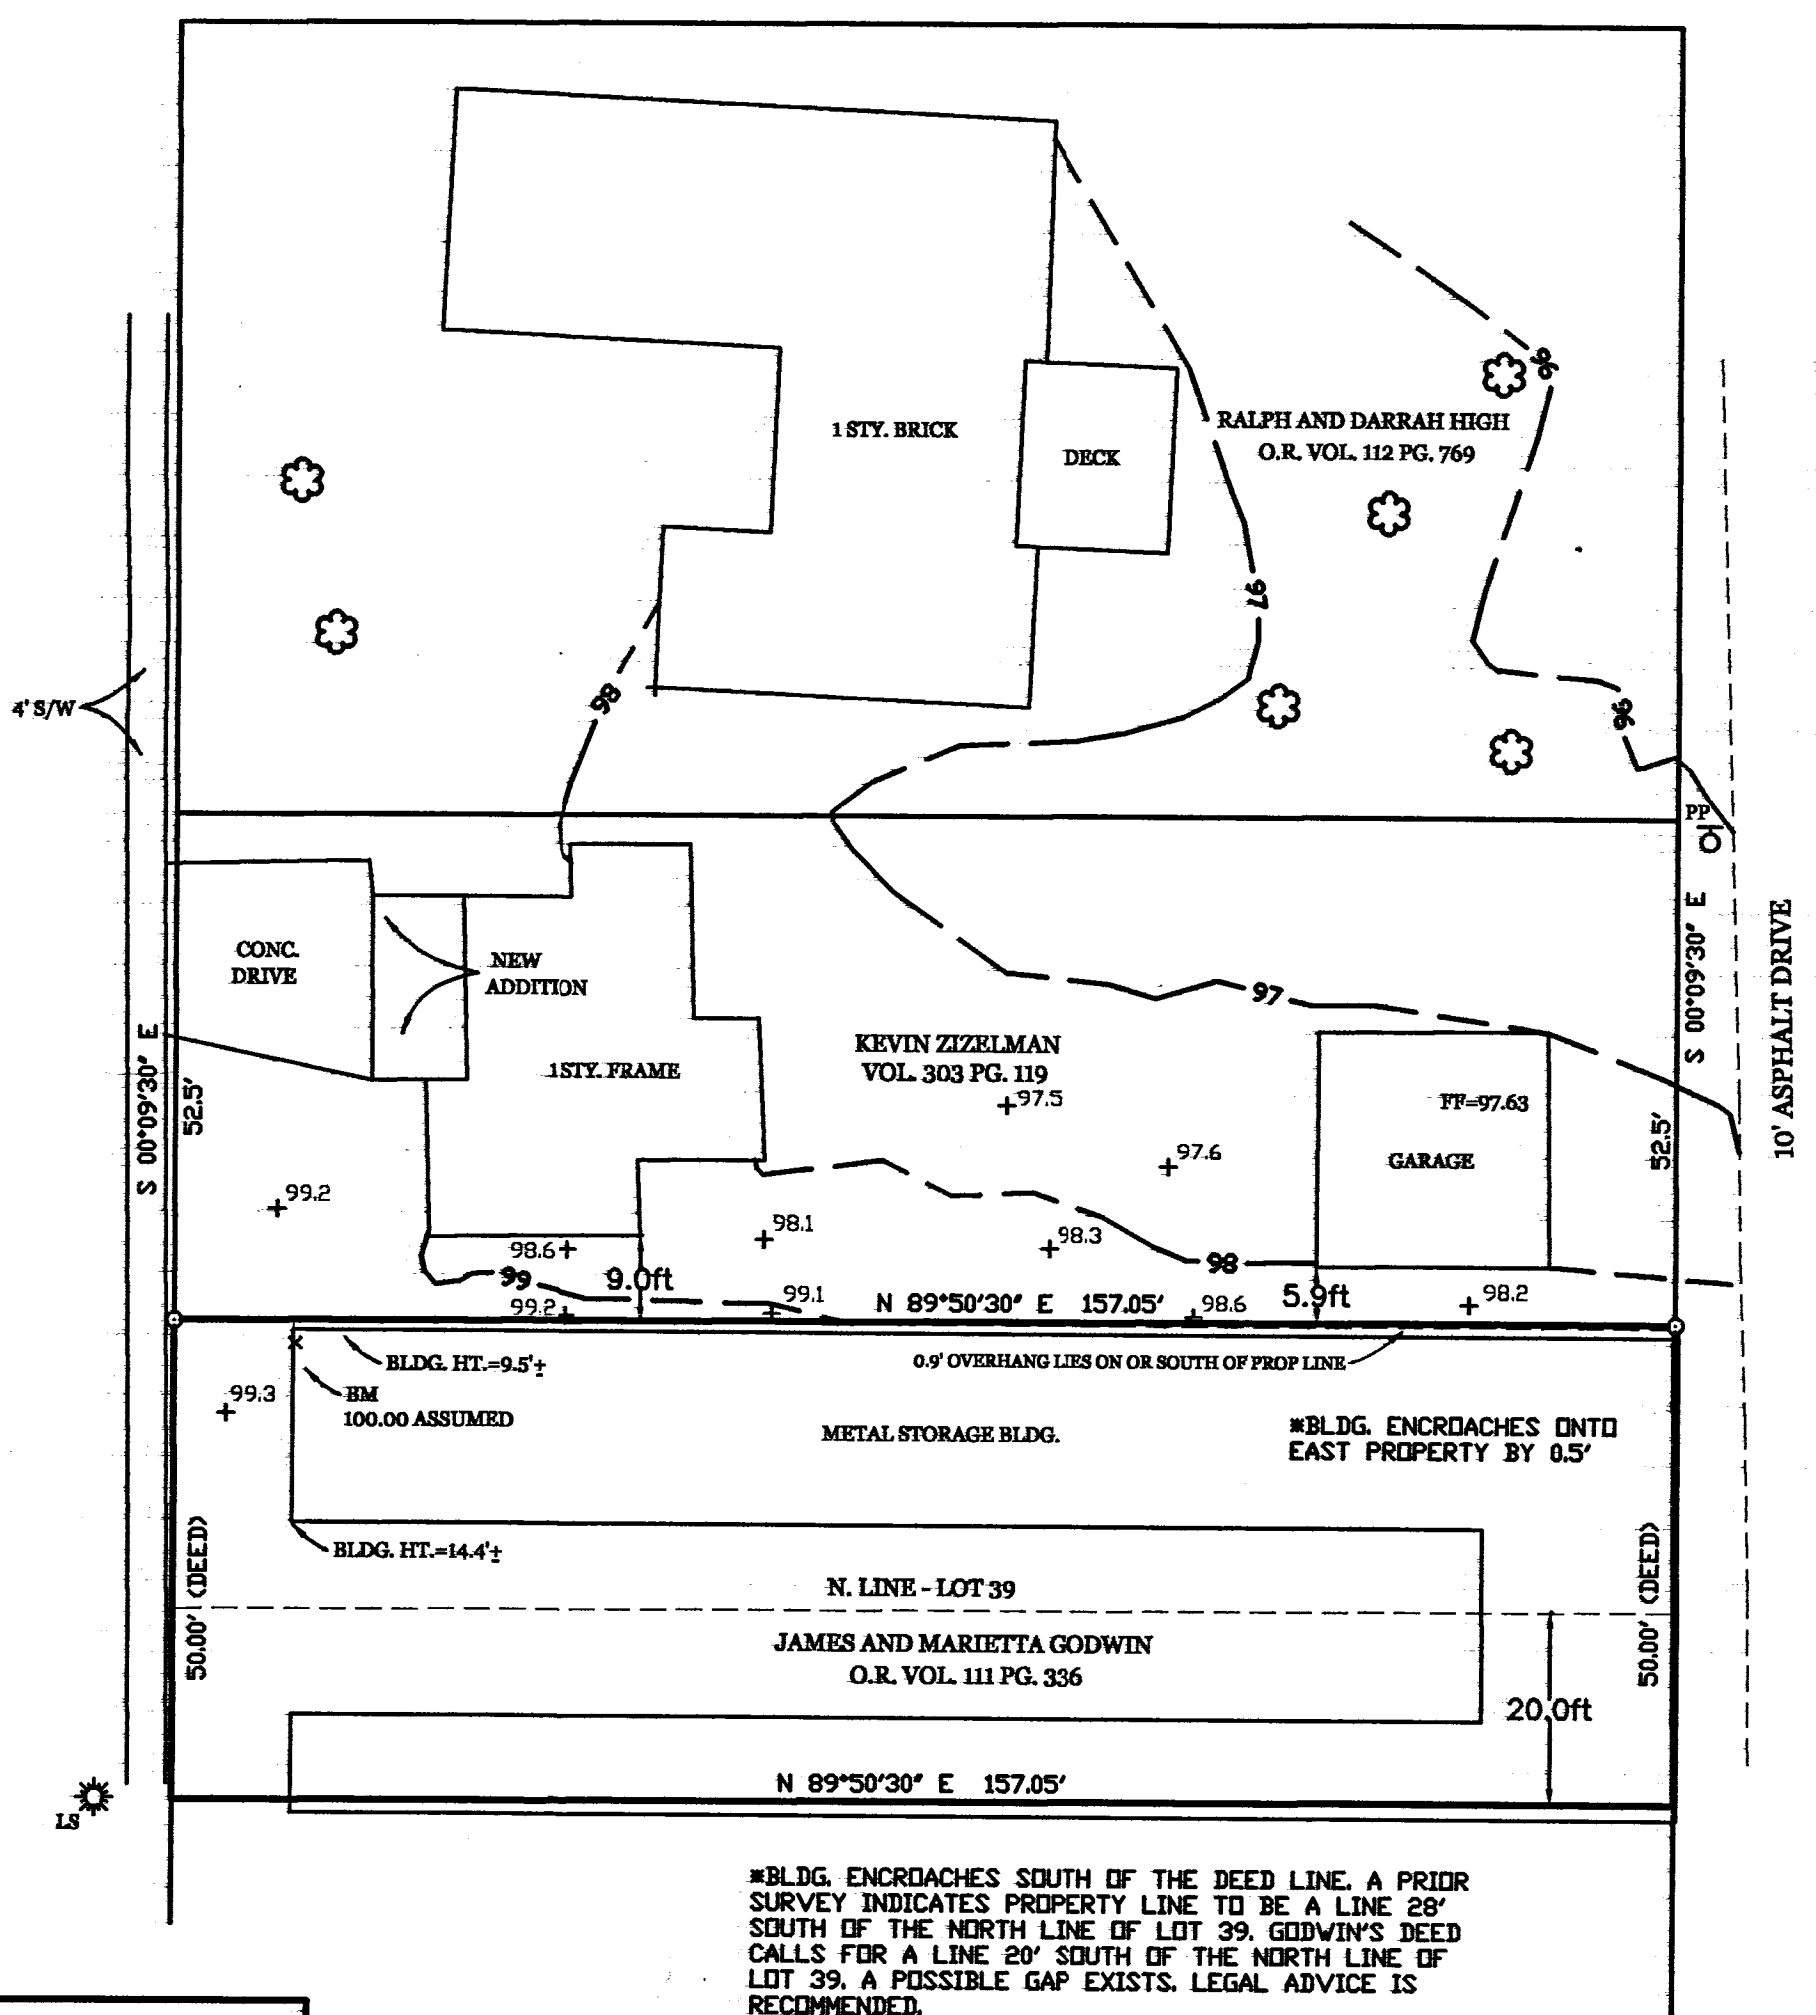 1 STY. BRICK
DECK
RALPH AND DARRAH HIGH
O.R. VOL. 112 PG. 769
96
97
98
96
4' S/W
PP
CONC.
DRIVE
NEW
ADDITION
97
S 00°09'30" E
S 00°09'30" E
10' ASPHALT DRIVE
52.5'
52.5'
1STY. FRAME
KEVIN ZIZELMAN
VOL. 303 PG. 119
97.5
FF=97.63
GARAGE
97.6
99.2
98.1
98.3
98.6
98
99
9.0ft
99.2
99.1
N 89°50'30" E 157.05'
98.6
5.9ft
98.2
BLDG. HT.=9.5'±
0.9' OVERHANG LIES ON OR SOUTH OF PROP LINE
99.3
BM
100.00 ASSUMED
METAL STORAGE BLDG.
*BLDG. ENCROACHES ONTO
EAST PROPERTY BY 0.5'
BLDG. HT.=14.4'±
50.00' (DEED)
50.00' (DEED)
N. LINE - LOT 39
JAMES AND MARIETTA GODWIN
O.R. VOL. 111 PG. 336
20.0ft
N 89°50'30" E 157.05'
LS
*BLDG. ENCROACHES SOUTH OF THE DEED LINE. A PRIOR
SURVEY INDICATES PROPERTY LINE TO BE A LINE 28'
SOUTH OF THE NORTH LINE OF LOT 39. GODWIN'S DEED
CALLS FOR A LINE 20' SOUTH OF THE NORTH LINE OF
LOT 39. A POSSIBLE GAP EXISTS. LEGAL ADVICE IS
RECOMMENDED.